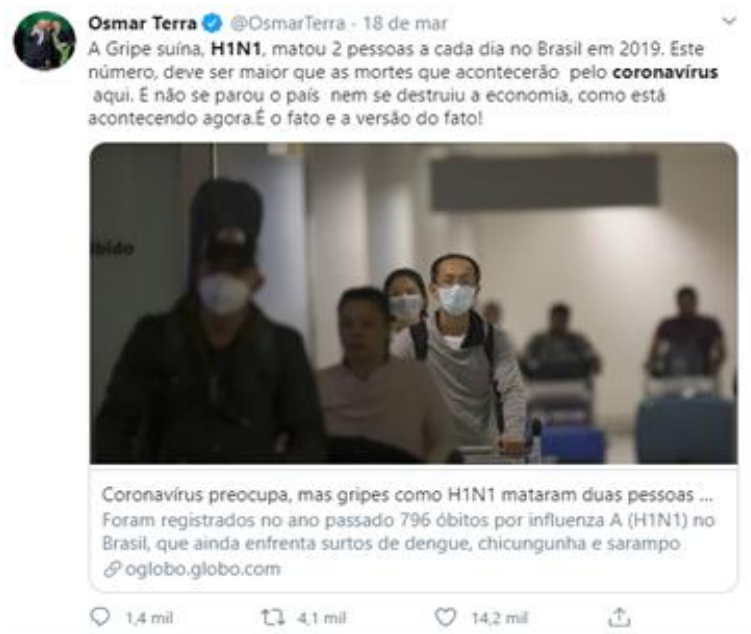 Osmar Terra @OsmarTerra · 18 de mar
A Gripe suína, H1N1, matou 2 pessoas a cada dia no Brasil em 2019. Este
número, deve ser maior que as mortes que acontecerão pelo coronavírus
aqui. E não se parou o país nem se destruiu a economia, como está
acontecendo agora.É o fato e a versão do fato!
ibido
Coronavírus preocupa, mas gripes como H1N1 mataram duas pessoas ...
Foram registrados no ano passado 796 óbitos por influenza A (H1N1) no
Brasil, que ainda enfrenta surtos de dengue, chicungunha e sarampo
oglobo.globo.com
1,4 mil 4,1 mil 14,2 mil